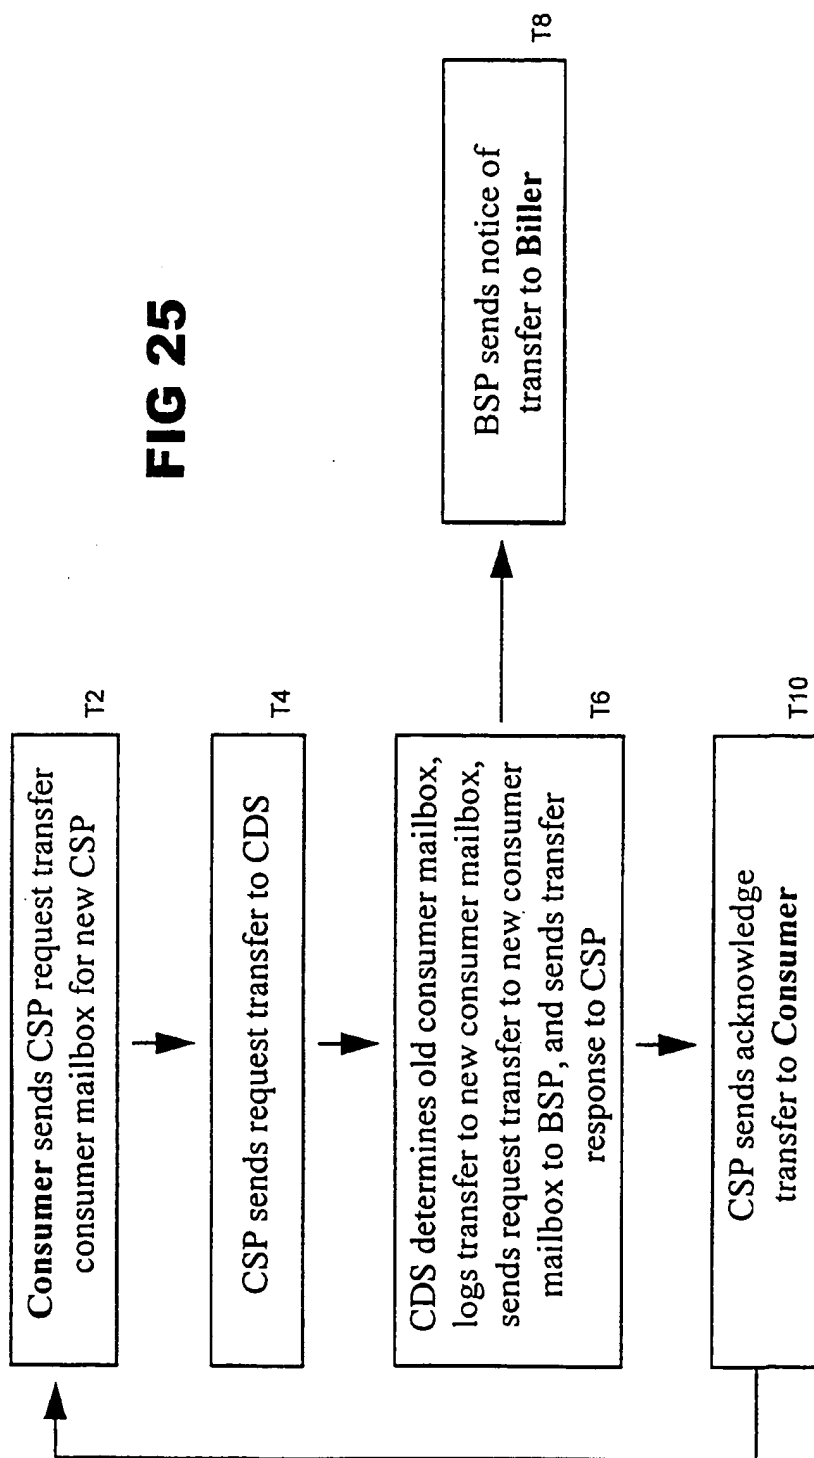 FIG 25
Consumer sends CSP request transfer
consumer mailbox for new CSP
T2
CSP sends request transfer to CDS
T4
CDS determines old consumer mailbox,
logs transfer to new consumer mailbox,
sends request transfer to new consumer
mailbox to BSP, and sends transfer
response to CSP
T6
BSP sends notice of
transfer to Biller
T8
CSP sends acknowledge
transfer to Consumer
T10